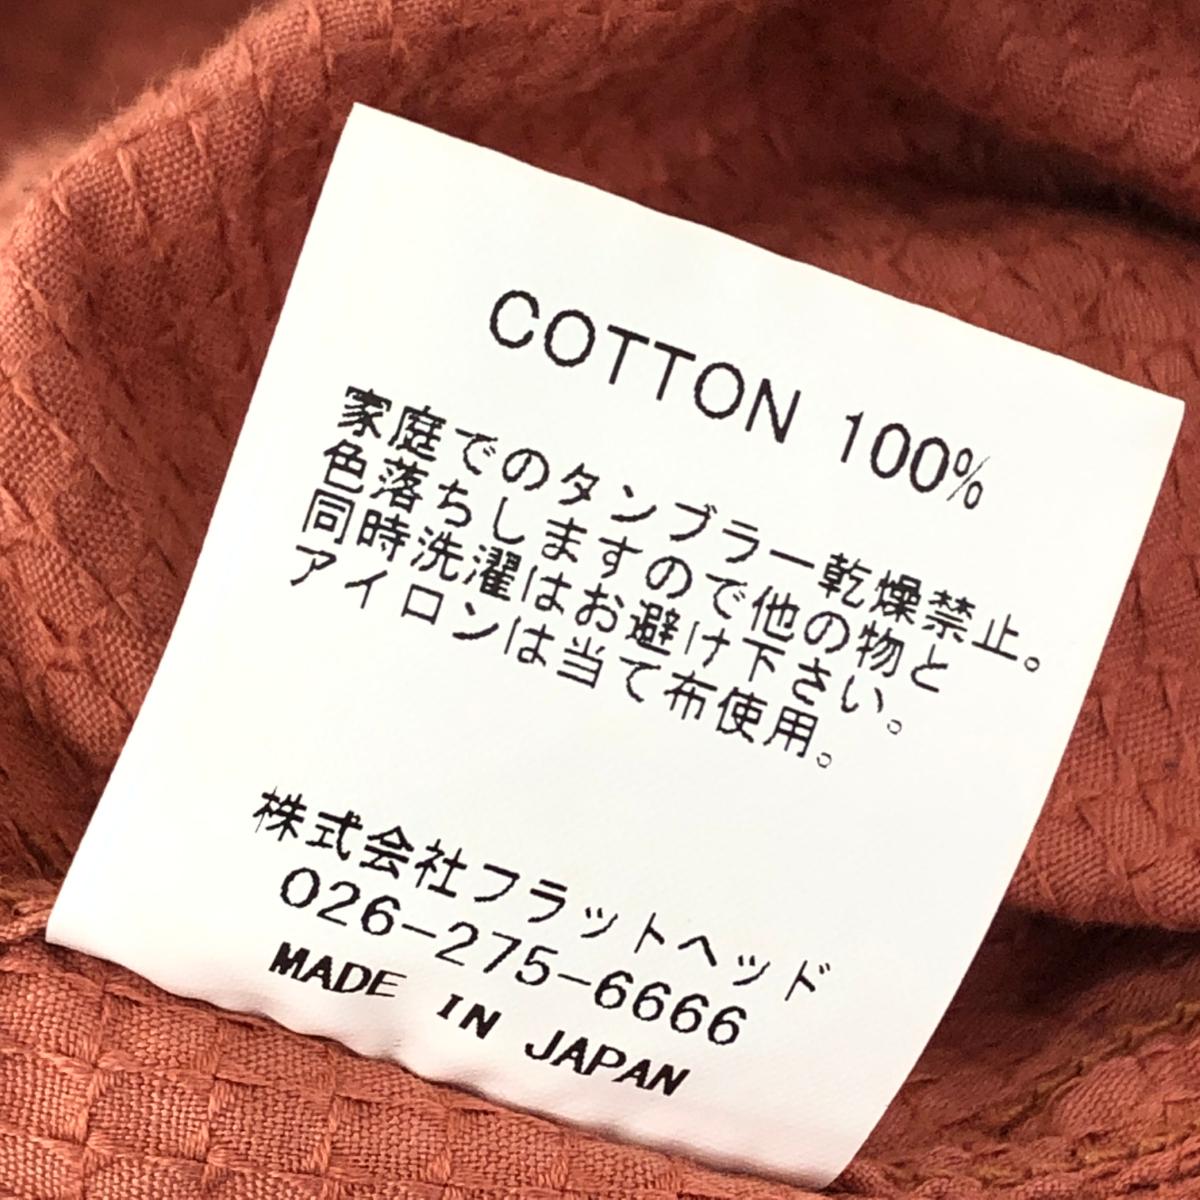 COTTON 100%
家庭でのタンブラー乾燥禁止。
色落ちしますので他の物と
同時洗濯はお避け下さい。
アイロンは当て布使用。
株式会社フラットヘッド
026-275-6666
MADE IN JAPAN